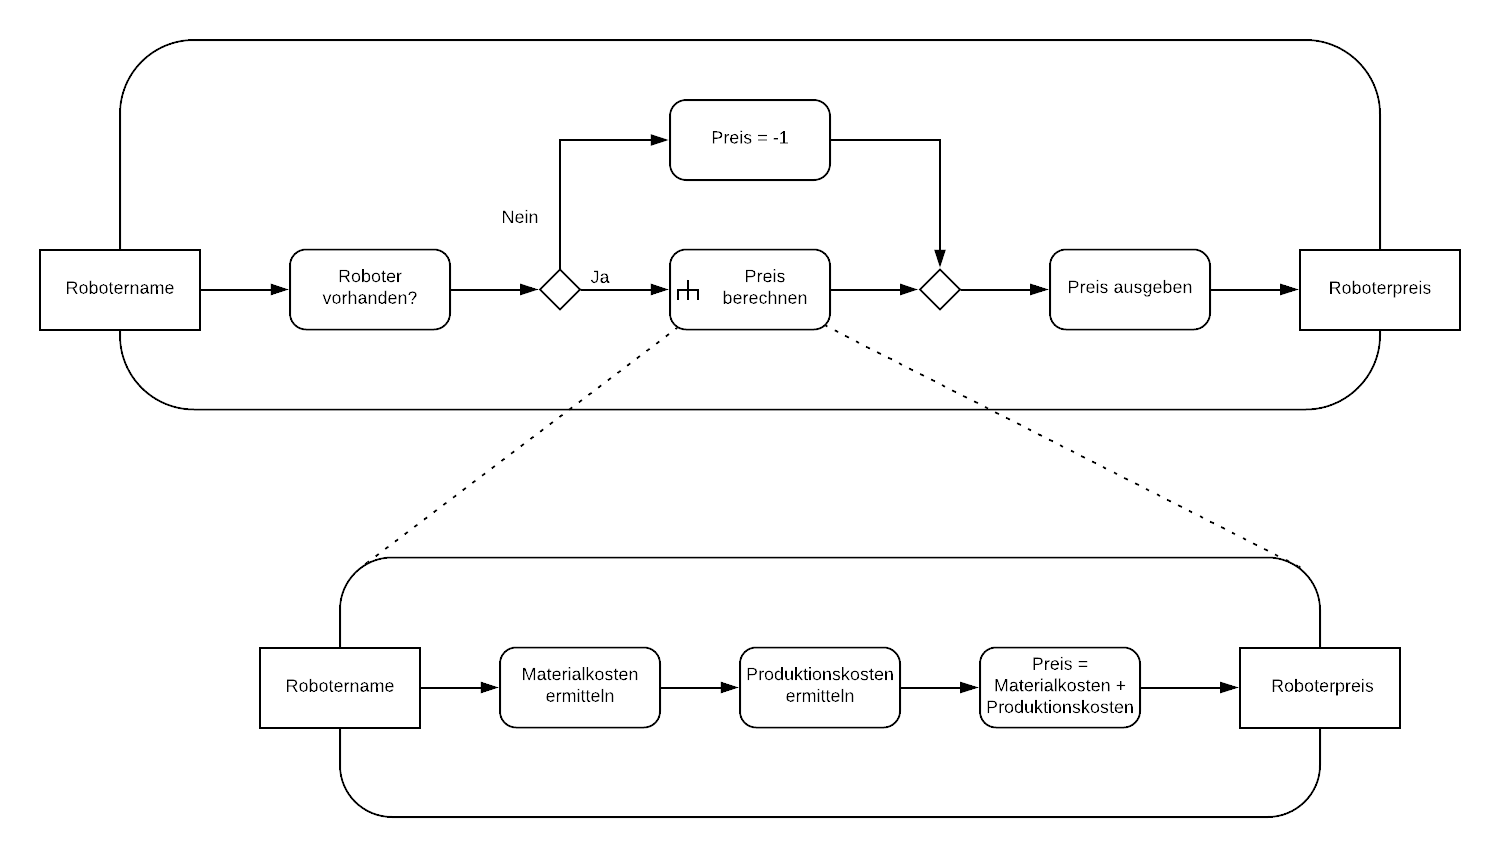 Preis = -1
Nein
Robotername
Roboter
vorhanden?
Ja
Preis
berechnen
Preis ausgeben
Roboterpreis
Robotername
Materialkosten
ermitteln
Produktionskosten
ermitteln
Preis =
Materialkosten +
Produktionskosten
Roboterpreis